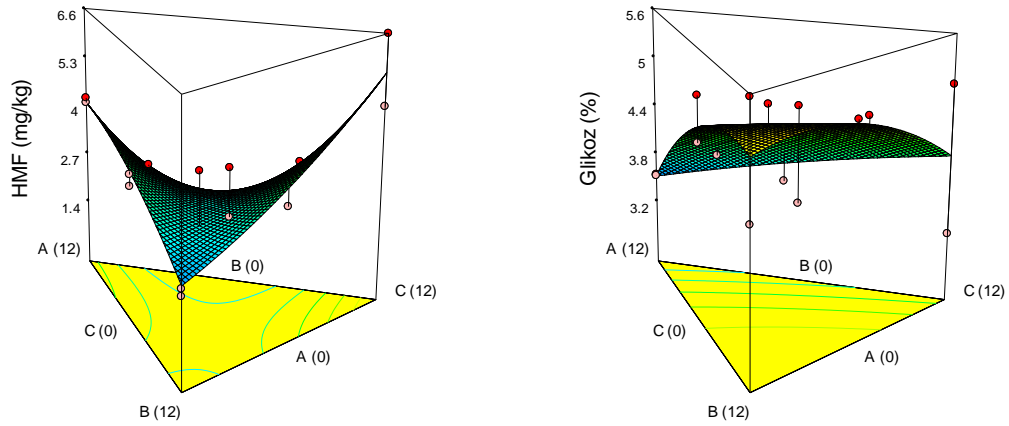 6.6
5.3
4
2.7
1.4
HMF (mg/kg)
A (12)
B (0)
C (12)
C (0)
A (0)
B (12)
5.6
5
4.4
3.8
3.2
Glikoz (%)
A (12)
B (0)
C (12)
C (0)
A (0)
B (12)